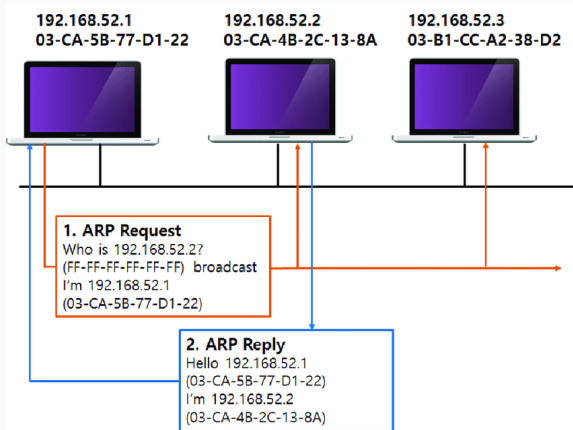 192.168.52.1
03-CA-5B-77-D1-22
192.168.52.2
03-CA-4B-2C-13-8A
192.168.52.3
03-B1-CC-A2-38-D2
1. ARP Request
Who is 192.168.52.2?
(FF-FF-FF-FF-FF-FF) broadcast
I'm 192.168.52.1
(03-CA-5B-77-D1-22)
2. ARP Reply
Hello 192.168.52.1
(03-CA-5B-77-D1-22)
I'm 192.168.52.2
(03-CA-4B-2C-13-8A)